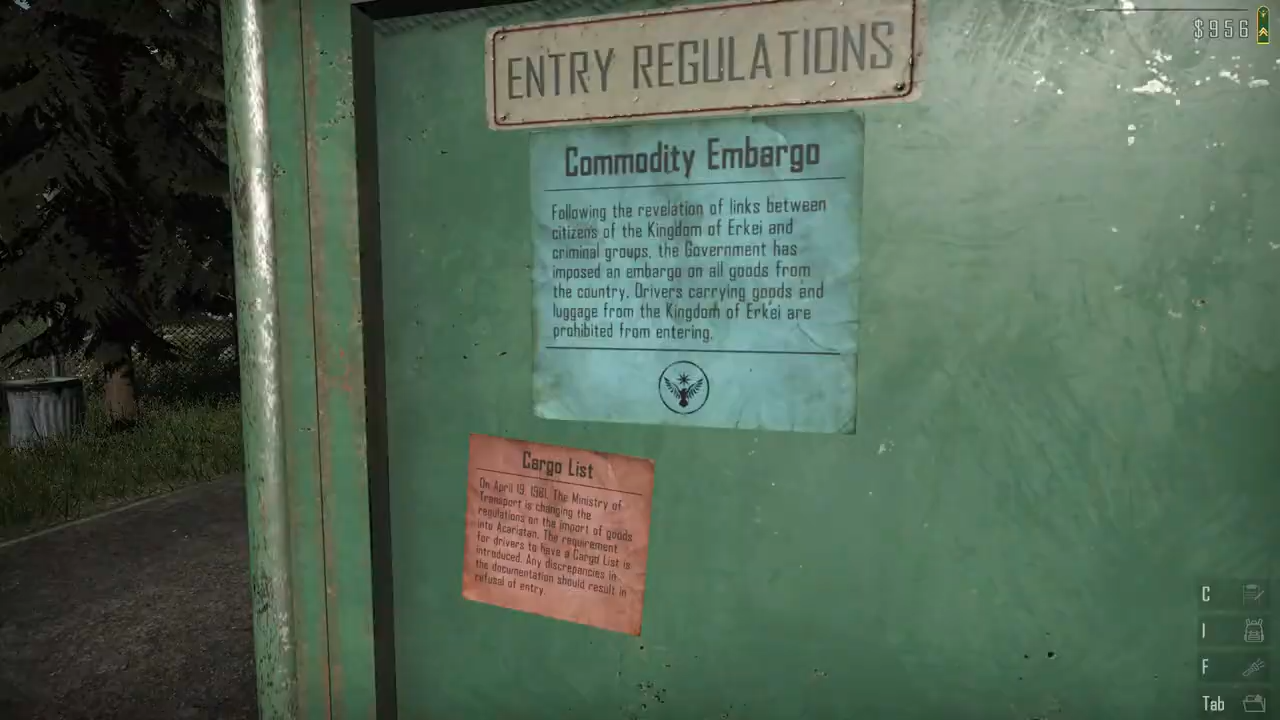 $956
ENTRY REGULATIONS
Commodity Embargo
Following the revelation of links between
citizens of the Kingdom of Erkei and
criminal groups, the Government has
imposed an embargo on all goods from
the country. Drivers carrying goods and
luggage from the Kingdom of Erkei are
prohibited from entering.
Cargo List
On April 19, 1981, The Ministry of
Transport is changing the
regulations on the import of goods
into Acaristan. The requirement
for drivers to have a Cargo List is
introduced. Any discrepancies in
the documentation should result in
refusal of entry.
C
I
F
Tab